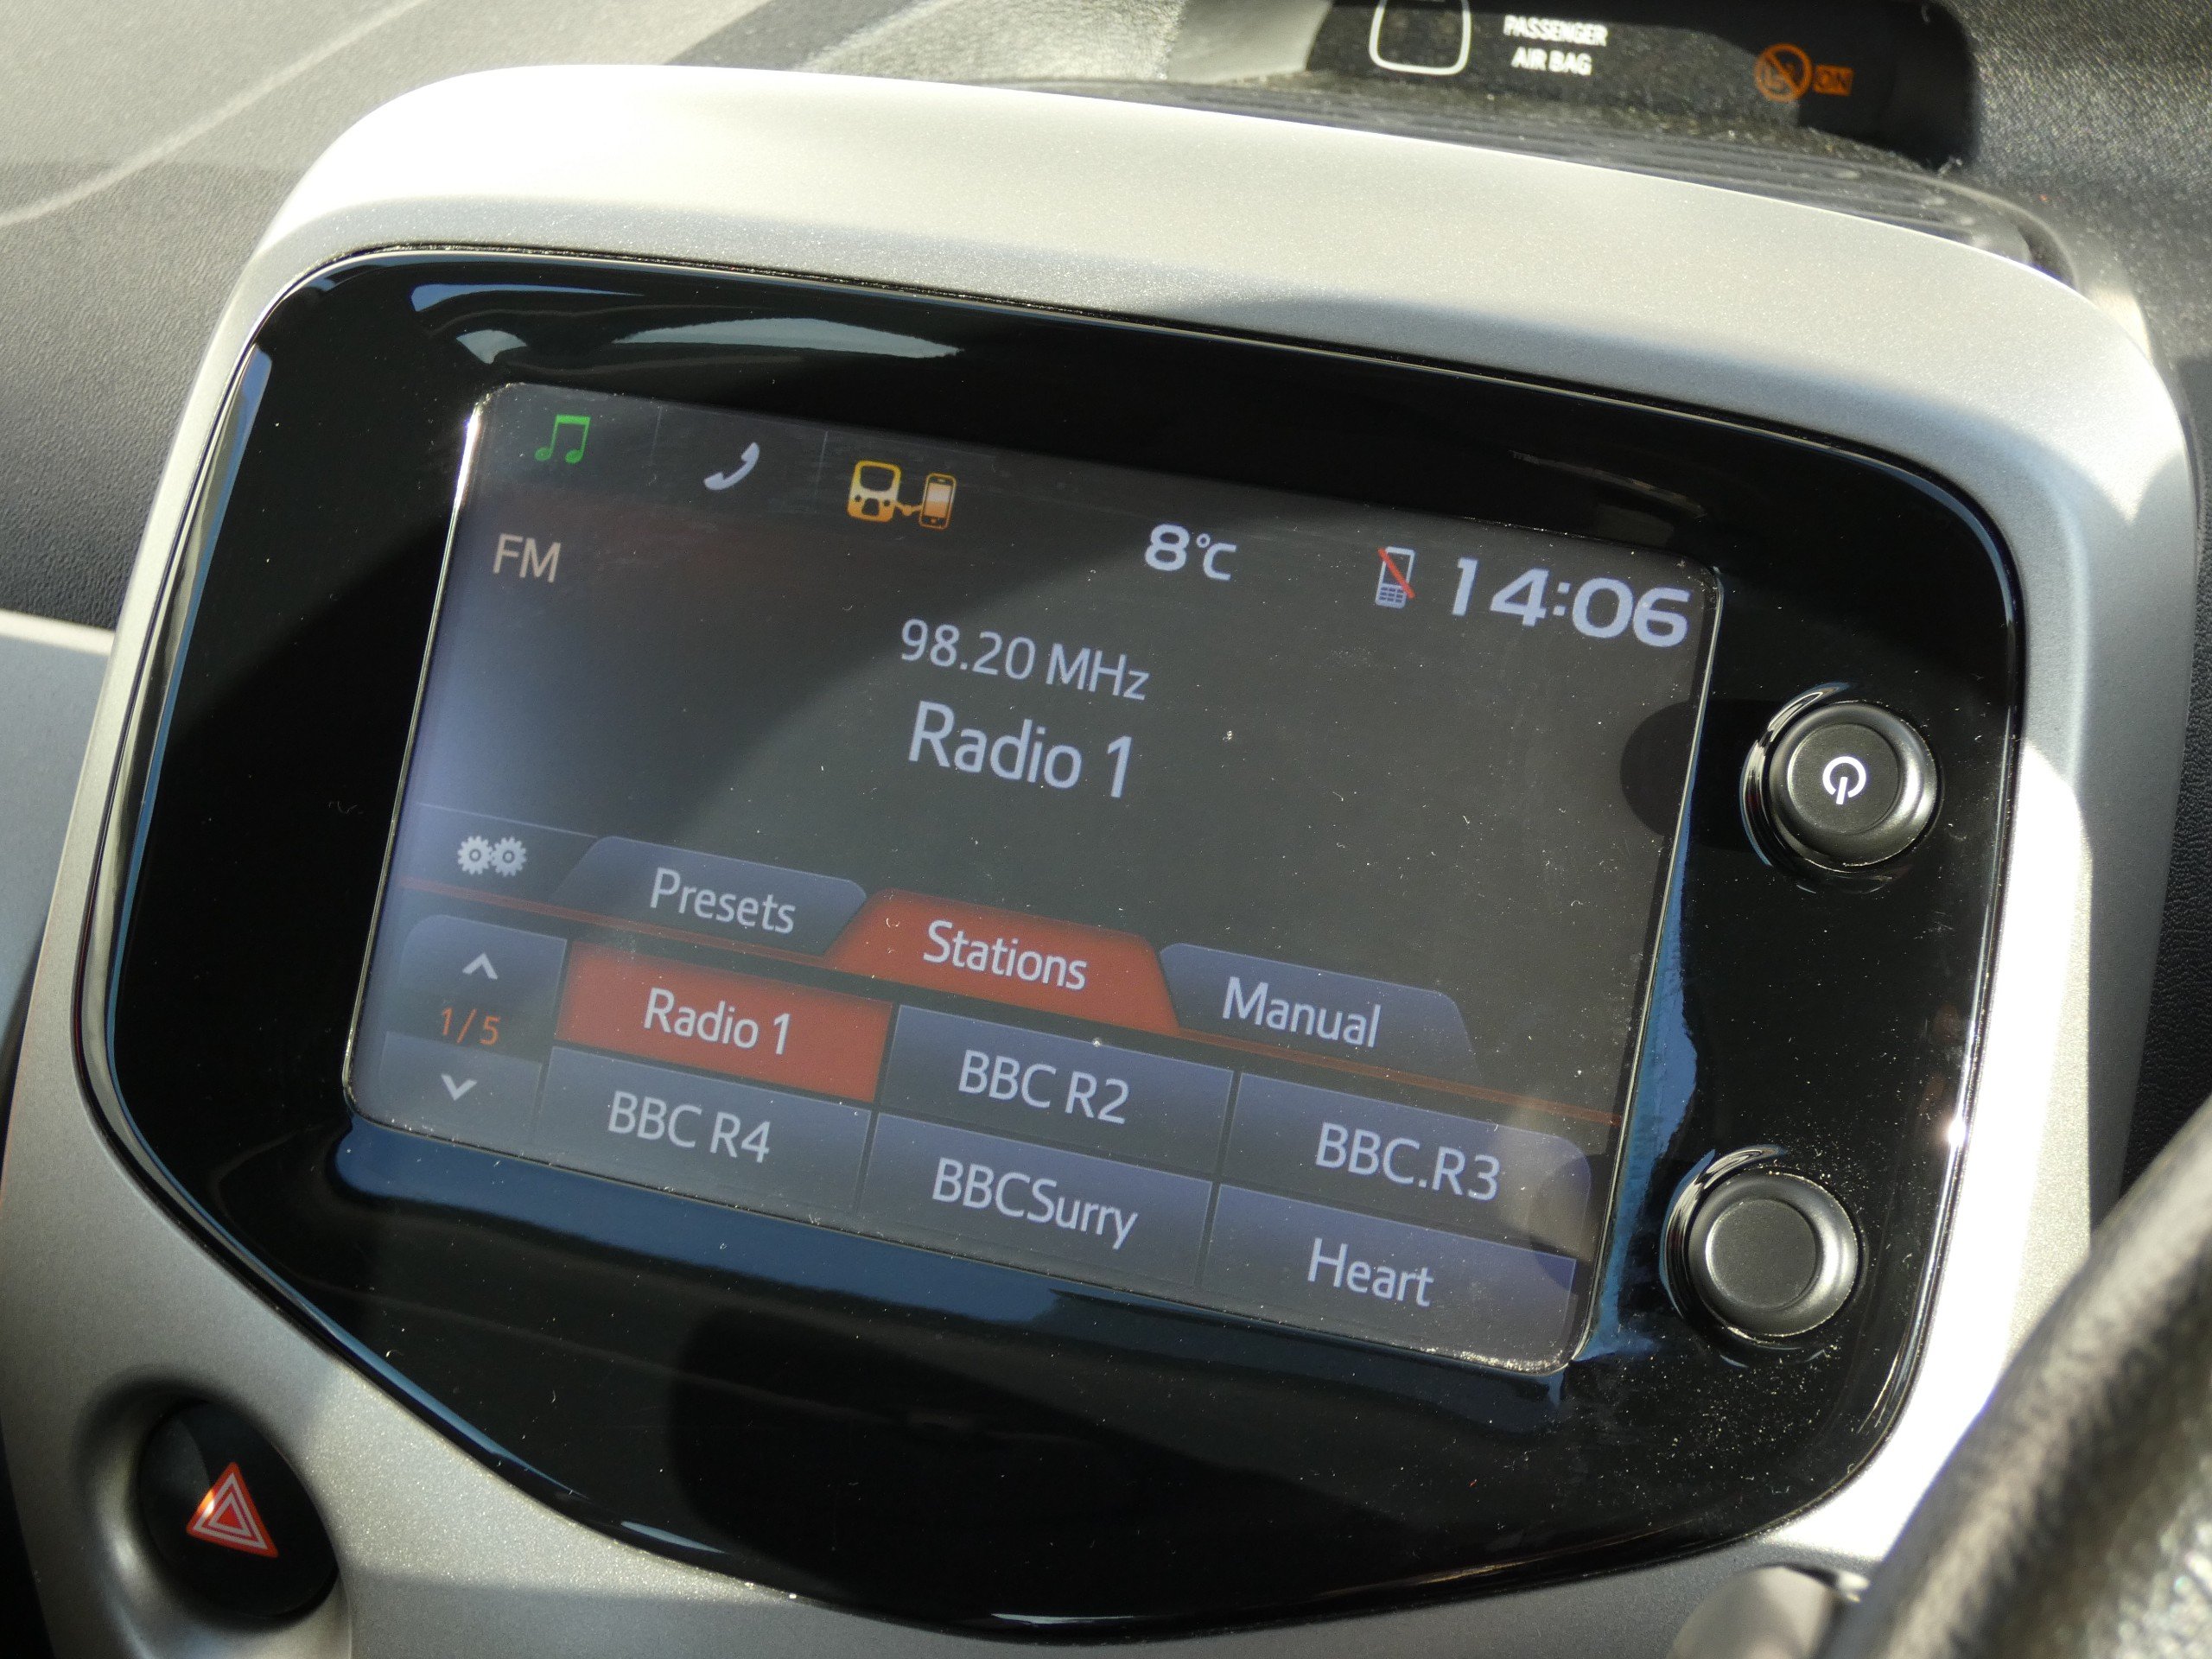 PASSENGER
AIR BAG
ON
FM
8°C
14:06
98.20 MHz
Radio 1
Presets
Stations
Manual
1/5
Radio 1
BBC R2
BBC.R3
BBC R4
BBCSurry
Heart